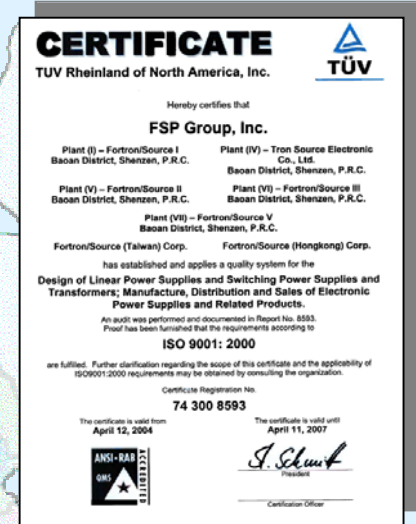 CERTIFICATE
TÜV
TUV Rheinland of North America, Inc.
Hereby certifies that
FSP Group, Inc.
Plant (I) – Fortron/Source I
Baoan District, Shenzen, P.R.C.
Plant (IV) – Tron Source Electronic
Co., Ltd.
Baoan District, Shenzen, P.R.C.
Plant (V) – Fortron/Source II
Baoan District, Shenzen, P.R.C.
Plant (VI) – Fortron/Source III
Baoan District, Shenzen, P.R.C.
Plant (VII) – Fortron/Source V
Baoan District, Shenzen, P.R.C.
Fortron/Source (Taiwan) Corp.
Fortron/Source (Hongkong) Corp.
has established and applies a quality system for the
Design of Linear Power Supplies and Switching Power Supplies and
Transformers; Manufacture, Distribution and Sales of Electronic
Power Supplies and Related Products.
An audit was performed and documented in Report No. 8593.
Proof has been furnished that the requirements according to
ISO 9001: 2000
are fulfilled. Further clarification regarding the scope of this certificate and the applicability of
ISO9001:2000 requirements may be obtained by consulting the organization.
Certificate Registration No.
74 300 8593
The certificate is valid from
April 12, 2004
The certificate is valid until
April 11, 2007
ANSI-RAB
QMS
ACCREDITED
President
Certification Officer